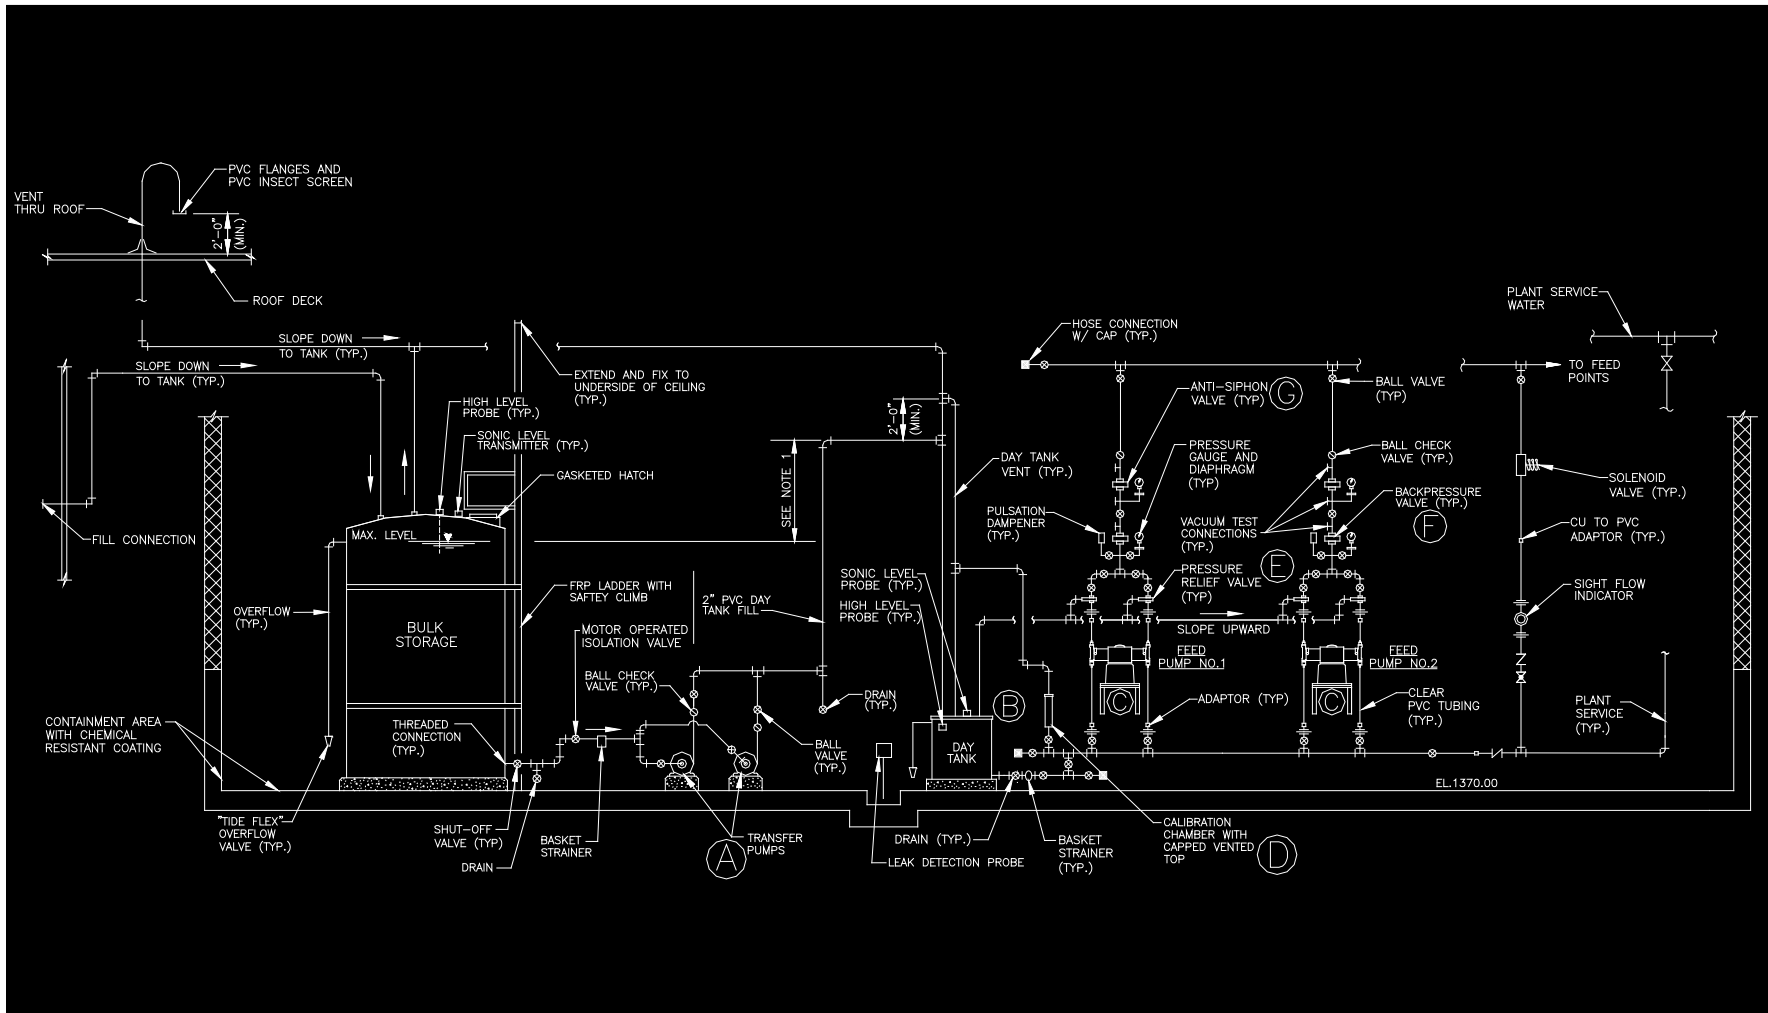 PVC FLANGES AND
PVC INSECT SCREEN
VENT
THRU ROOF
2'-0"
(MIN.)
ROOF DECK
SLOPE DOWN
TO TANK (TYP.)
SLOPE DOWN
TO TANK (TYP.)
EXTEND AND FIX TO
UNDERSIDE OF CEILING
(TYP.)
HIGH LEVEL
PROBE (TYP.)
SONIC LEVEL
TRANSMITTER (TYP.)
GASKETED HATCH
FILL CONNECTION
MAX. LEVEL
OVERFLOW
(TYP.)
BULK
STORAGE
FRP LADDER WITH
SAFTEY CLIMB
MOTOR OPERATED
ISOLATION VALVE
2" PVC DAY
TANK FILL
SEE NOTE 1
2'-0"
(MIN.)
BALL CHECK
VALVE (TYP.)
THREADED
CONNECTION
(TYP.)
CONTAINMENT AREA
WITH CHEMICAL
RESISTANT COATING
"TIDE FLEX"
OVERFLOW
VALVE (TYP.)
SHUT-OFF
VALVE (TYP)
DRAIN
BASKET
STRAINER
TRANSFER
PUMPS
A
BALL
VALVE
(TYP.)
DRAIN
(TYP.)
SONIC LEVEL
PROBE (TYP.)
HIGH LEVEL
PROBE (TYP.)
DAY TANK
VENT (TYP.)
DAY
TANK
B
LEAK DETECTION PROBE
DRAIN (TYP.)
BASKET
STRAINER
(TYP.)
CALIBRATION
CHAMBER WITH
CAPPED VENTED
TOP
D
HOSE CONNECTION
W/ CAP (TYP.)
ANTI-SIPHON
VALVE (TYP)
G
PRESSURE
GAUGE AND
DIAPHRAGM
(TYP)
PULSATION
DAMPENER
(TYP.)
VACUUM TEST
CONNECTIONS
(TYP.)
E
PRESSURE
RELIEF VALVE
(TYP)
SLOPE UPWARD
FEED
PUMP NO.1
C
ADAPTOR (TYP)
FEED
PUMP NO.2
C
CLEAR
PVC TUBING
(TYP.)
BALL VALVE
(TYP)
BALL CHECK
VALVE (TYP.)
BACKPRESSURE
VALVE (TYP.)
F
PLANT SERVICE
WATER
TO FEED
POINTS
SOLENOID
VALVE (TYP.)
CU TO PVC
ADAPTOR (TYP.)
SIGHT FLOW
INDICATOR
PLANT
SERVICE
(TYP.)
EL.1370.00